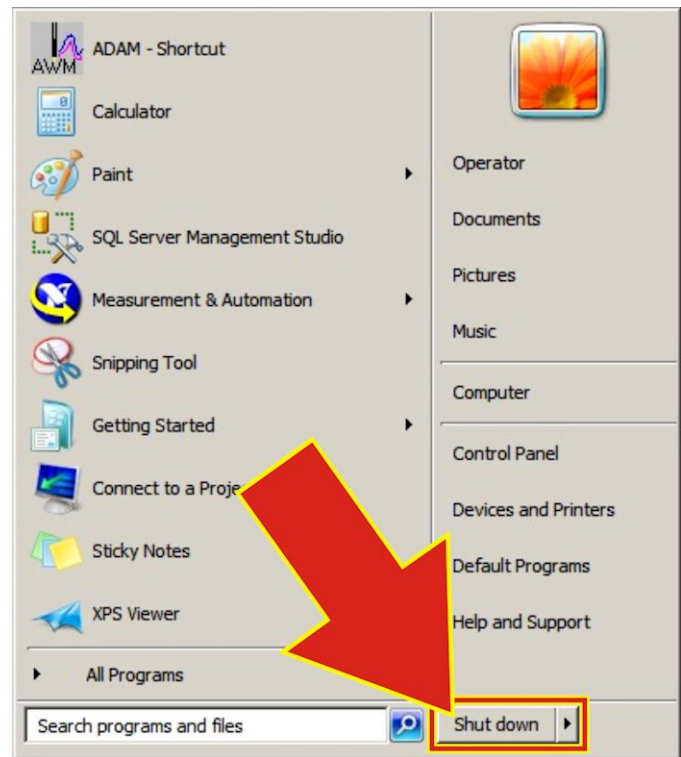 AWM
ADAM - Shortcut
Calculator
Paint
SQL Server Management Studio
Measurement & Automation
Snipping Tool
Getting Started
Connect to a
Sticky Notes
XPS Viewer
All Programs
Search programs and files
Operator
Documents
Pictures
Music
Computer
Control Panel
Devices and Printers
Default Programs
Help and Support
Shut down